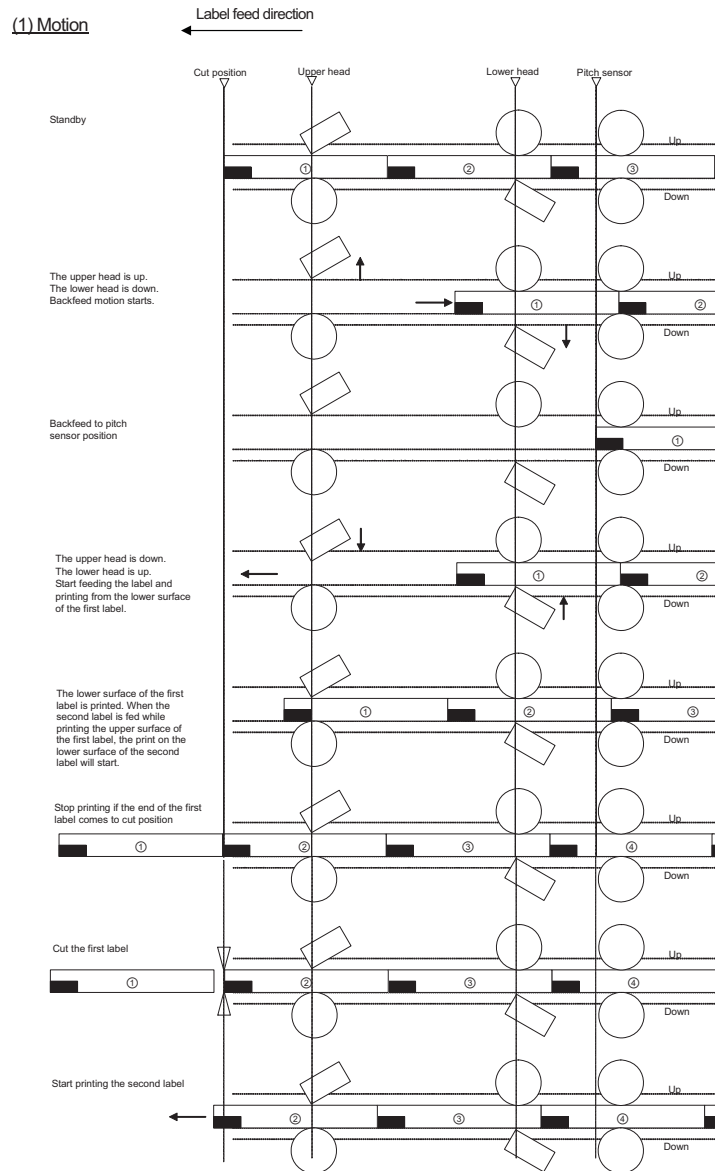 (1) Motion
Label feed direction
Cut position
Upper head
Lower head
Pitch sensor
Standby
Up
①
②
③
Down
The upper head is up.
The lower head is down.
Backfeed motion starts.
Up
①
②
Down
Backfeed to pitch
sensor position
Up
①
Down
The upper head is down.
The lower head is up.
Start feeding the label and
printing from the lower surface
of the first label.
Up
①
②
Down
The lower surface of the first
label is printed. When the
second label is fed while
printing the upper surface of
the first label, the print on the
lower surface of the second
label will start.
Up
①
②
③
Down
Stop printing if the end of the first
label comes to cut position
Up
①
②
③
④
Down
Cut the first label
Up
①
②
③
④
Down
Start printing the second label
Up
②
③
④
Down